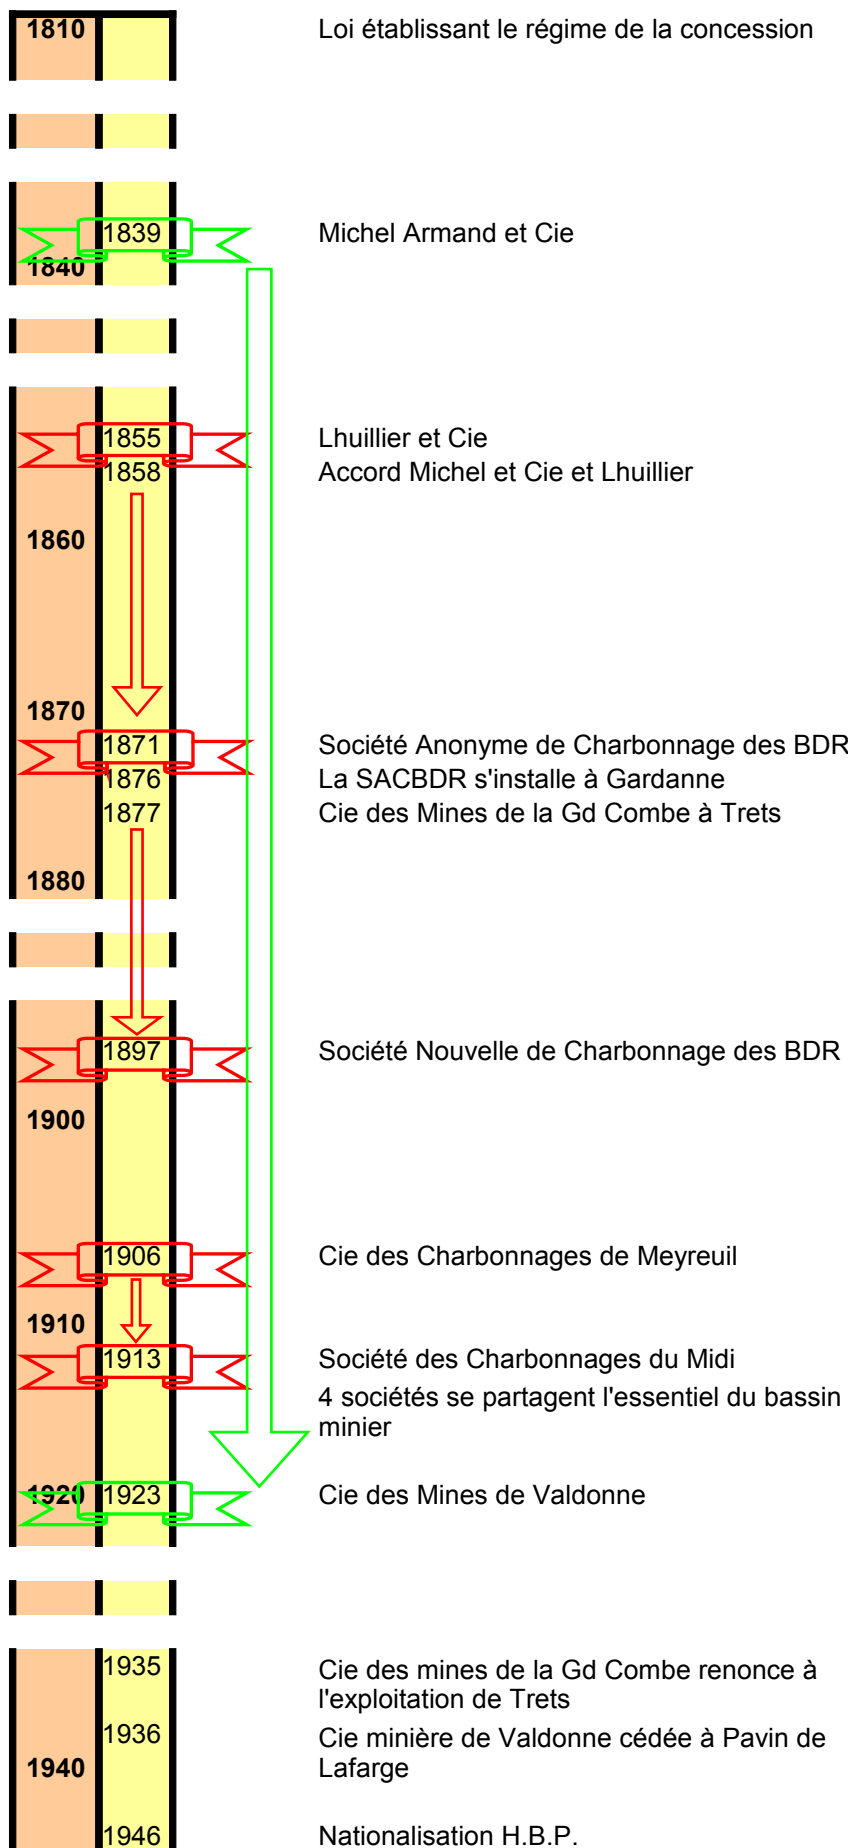 1810 Loi établissant le régime de la concession
1839 Michel Armand et Cie
1840
1855 Lhuillier et Cie
1858 Accord Michel et Cie et Lhuillier
1860
1870
1871 Société Anonyme de Charbonnage des BDR
1876 La SACBDR s'installe à Gardanne
1877 Cie des Mines de la Gd Combe à Trets
1880
1897 Société Nouvelle de Charbonnage des BDR
1900
1906 Cie des Charbonnages de Meyreuil
1910
1913 Société des Charbonnages du Midi
4 sociétés se partagent l'essentiel du bassin
minier
1920 1923 Cie des Mines de Valdonne
1935 Cie des mines de la Gd Combe renonce à
l'exploitation de Trets
1936 Cie minière de Valdonne cédée à Pavin de
1940 Lafarge
1946 Nationalisation H.B.P.